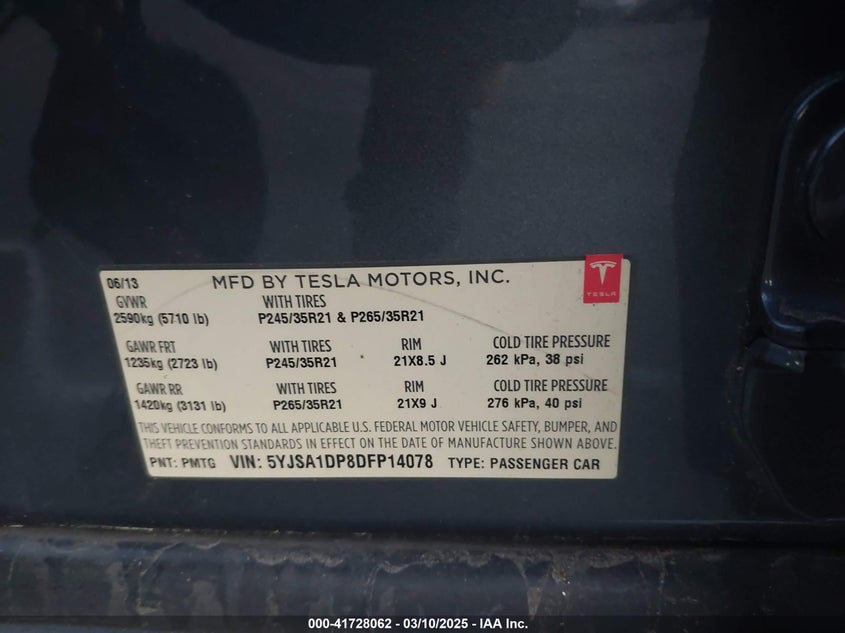 06/13 MFD BY TESLA MOTORS, INC.
TESLA
GVWR WITH TIRES
2590kg (5710 lb) P245/35R21 & P265/35R21
GAWR FRT WITH TIRES RIM COLD TIRE PRESSURE
1235kg (2723 lb) P245/35R21 21X8.5 J 262 kPa, 38 psi
GAWR RR WITH TIRES RIM COLD TIRE PRESSURE
1420kg (3131 lb) P265/35R21 21X9 J 276 kPa, 40 psi
THIS VEHICLE CONFORMS TO ALL APPLICABLE U.S. FEDERAL MOTOR VEHICLE SAFETY, BUMPER, AND
THEFT PREVENTION STANDARDS IN EFFECT ON THE DATE OF MANUFACTURE SHOWN ABOVE.
PNT: PMTG VIN: 5YJSA1DP8DFP14078 TYPE: PASSENGER CAR
000-41728062 - 03/10/2025 - IAA Inc.